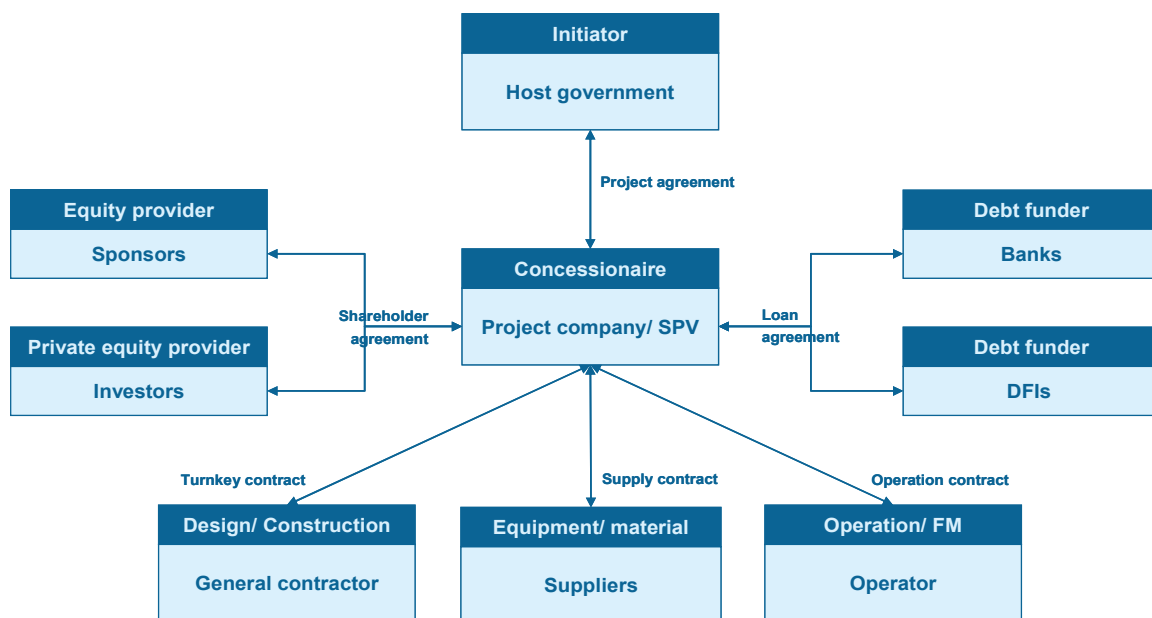 Initiator
Host government
Project agreement
Equity provider
Sponsors
Debt funder
Banks
Concessionaire
Project company/ SPV
Shareholder
agreement
Loan
agreement
Private equity provider
Investors
Debt funder
DFIs
Turnkey contract
Supply contract
Operation contract
Design/ Construction
General contractor
Equipment/ material
Suppliers
Operation/ FM
Operator